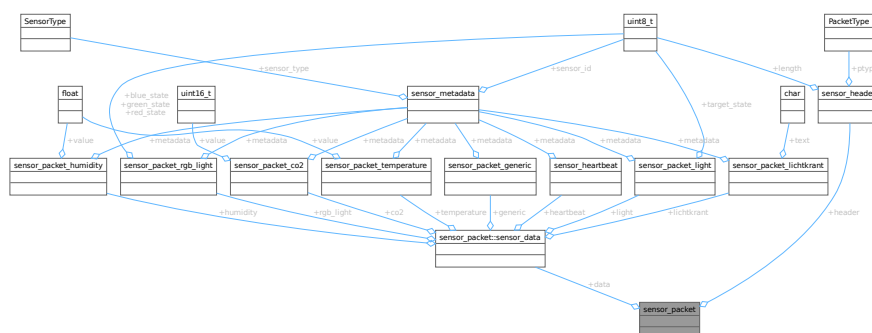 SensorType
uint8_t
PacketType
+sensor_type
+sensor_id
+length
+ptyp
float
uint16_t
sensor_metadata
char
sensor_heade
+blue_state
+green_state
+red_state
+target_state
+value
+metadata
+metadata
+value
+metadata
+metadata
+metadata
+metadata
+metadata
+metadata
+text
sensor_packet_humidity
sensor_packet_rgb_light
sensor_packet_co2
sensor_packet_temperature
sensor_packet_generic
sensor_heartbeat
sensor_packet_light
sensor_packet_lichtkrant
+humidity
+rgb_light
+co2
+temperature
+generic
+heartbeat
+light
+lichtkrant
+header
sensor_packet::sensor_data
+data
sensor_packet